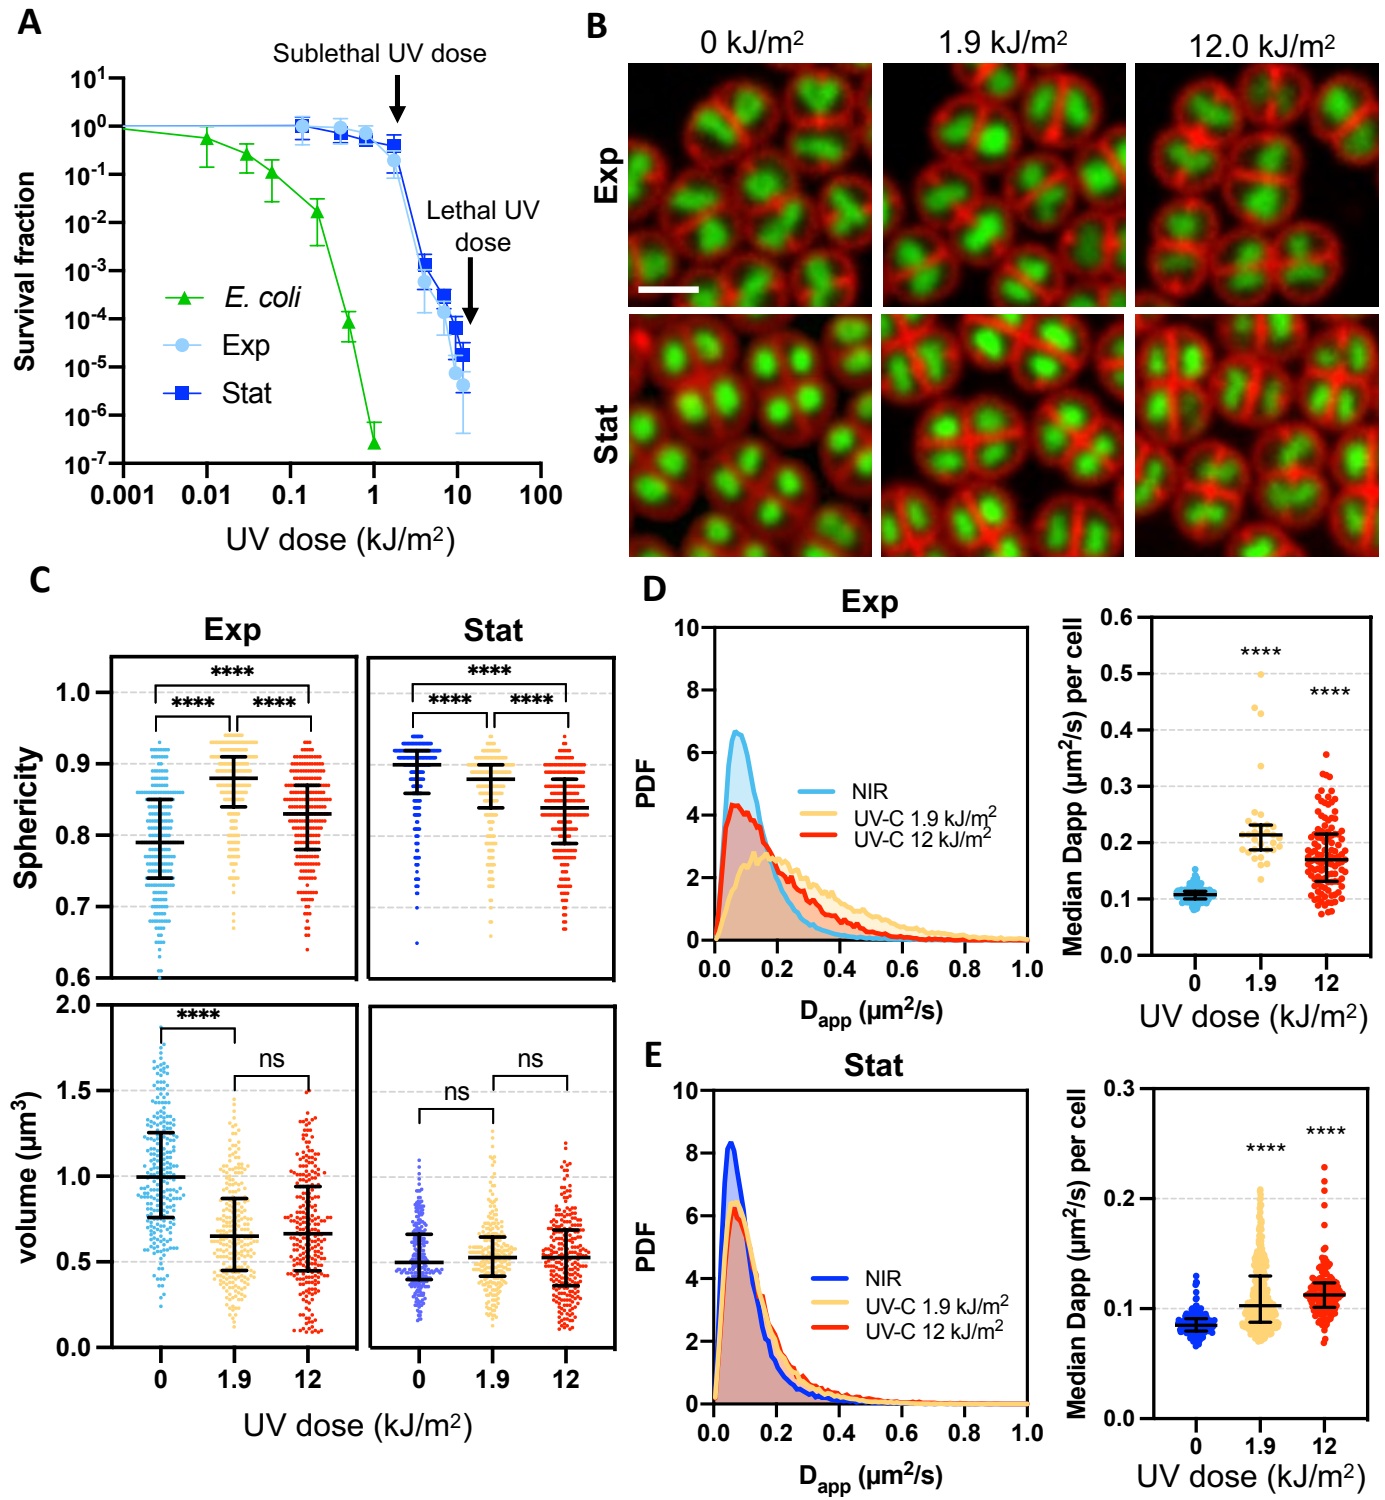 A
Sublethal UV dose
Lethal UV
dose
10¹
10⁰
10⁻¹
10⁻²
10⁻³
10⁻⁴
10⁻⁵
10⁻⁶
10⁻⁷
Survival fraction
E. coli
Exp
Stat
0.001 0.01 0.1 1 10 100
UV dose (kJ/m²)
B
0 kJ/m² 1.9 kJ/m² 12.0 kJ/m²
Exp
Stat
C
Exp Stat
**** **** ****
**** **** ****
1.0
0.9
0.8
0.7
0.6
Sphericity
**** ns
ns ns
2.0
1.5
1.0
0.5
0.0
volume (µm³)
0 1.9 12 0 1.9 12
UV dose (kJ/m²)
D
Exp
10
8
6
4
2
0
PDF
NIR
UV-C 1.9 kJ/m²
UV-C 12 kJ/m²
0.0 0.2 0.4 0.6 0.8 1.0
Dapp (µm²/s)
0.6
0.5
0.4
0.3
0.2
0.1
0.0
Median Dapp (µm²/s) per cell
**** ****
0 1.9 12
UV dose (kJ/m²)
E
Stat
10
8
6
4
2
0
PDF
NIR
UV-C 1.9 kJ/m²
UV-C 12 kJ/m²
0.0 0.2 0.4 0.6 0.8 1.0
Dapp (µm²/s)
0.3
0.2
0.1
0.0
Median Dapp (µm²/s) per cell
**** ****
0 1.9 12
UV dose (kJ/m²)